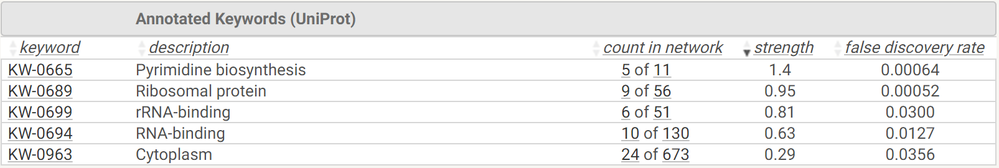 Annotated Keywords (UniProt)
keyword description count in network strength false discovery rate
KW-0665 Pyrimidine biosynthesis 5 of 11 1.4 0.00064
KW-0689 Ribosomal protein 9 of 56 0.95 0.00052
KW-0699 rRNA-binding 6 of 51 0.81 0.0300
KW-0694 RNA-binding 10 of 130 0.63 0.0127
KW-0963 Cytoplasm 24 of 673 0.29 0.0356